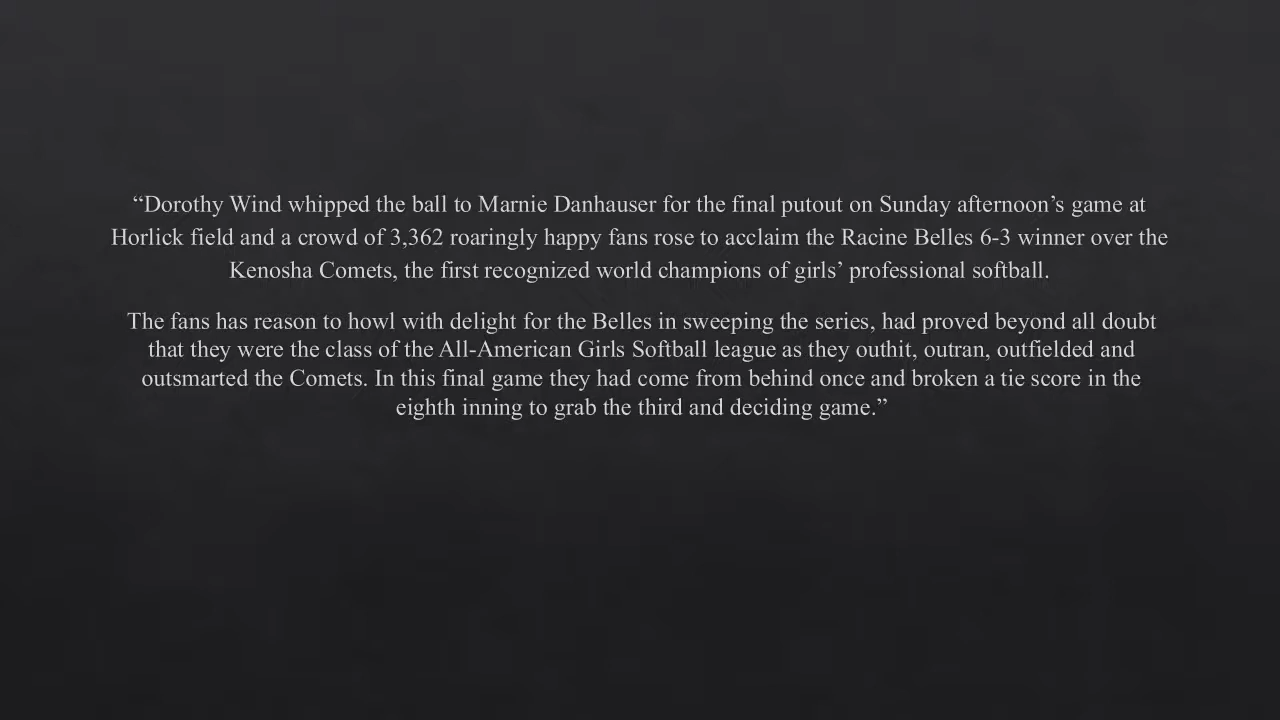 “Dorothy Wind whipped the ball to Marnie Danhauser for the final putout on Sunday afternoon’s game at
Horlick field and a crowd of 3,362 roaringly happy fans rose to acclaim the Racine Belles 6-3 winner over the
Kenosha Comets, the first recognized world champions of girls’ professional softball.
The fans has reason to howl with delight for the Belles in sweeping the series, had proved beyond all doubt
that they were the class of the All-American Girls Softball league as they outhit, outran, outfielded and
outsmarted the Comets. In this final game they had come from behind once and broken a tie score in the
eighth inning to grab the third and deciding game.”